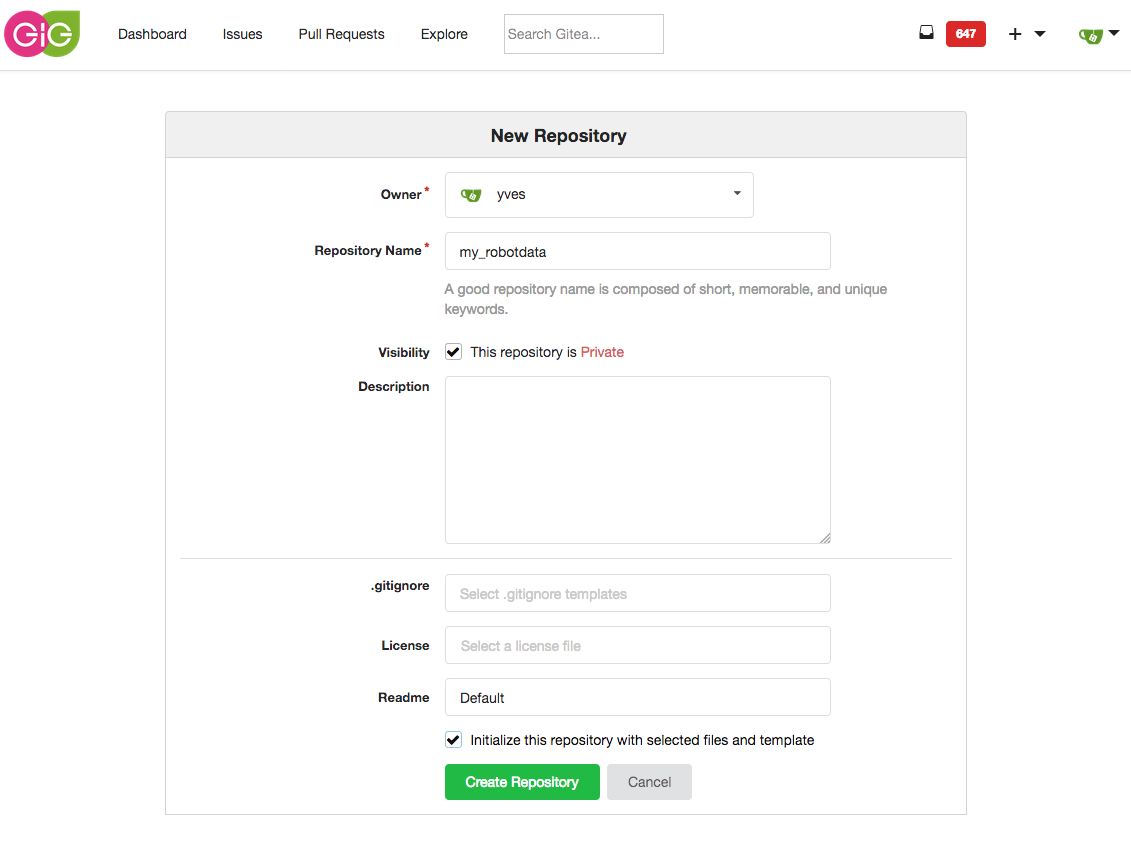 GiG Dashboard Issues Pull Requests Explore Search Gitea... 647 +
New Repository
Owner * yves
Repository Name * my_robotdata
A good repository name is composed of short, memorable, and unique
keywords.
Visibility This repository is Private
Description
.gitignore Select .gitignore templates
License Select a license file
Readme Default
Initialize this repository with selected files and template
Create Repository Cancel